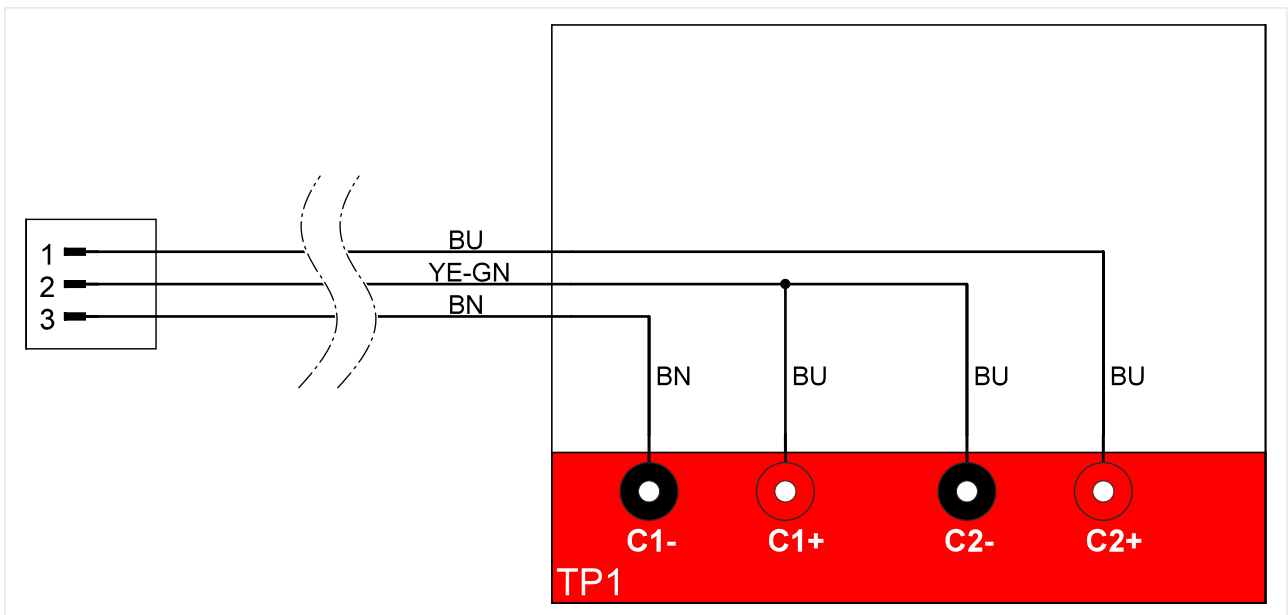 1
BU
2
YE-GN
3
BN
BN BU BU BU
C1- C1+ C2- C2+
TP1